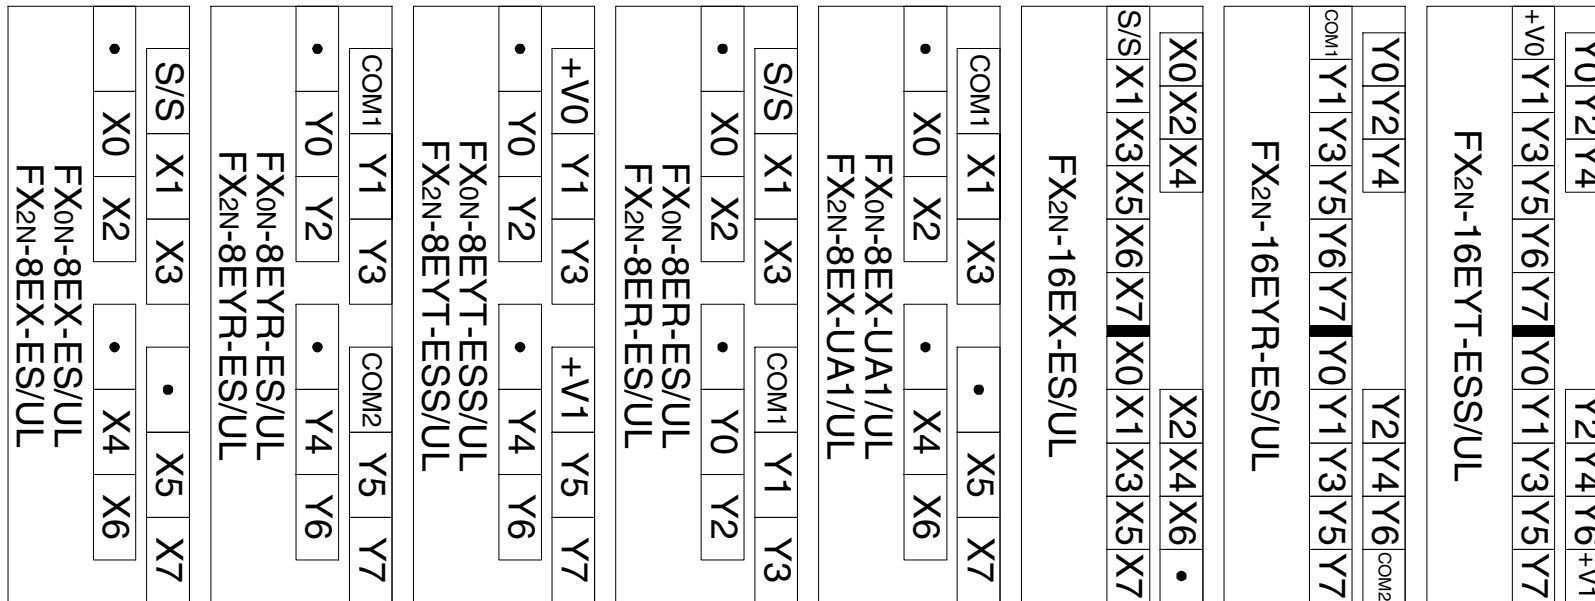 Y0 Y2 Y4 Y2 Y4 Y6 +V1
+V0 Y1 Y3 Y5 Y6 Y7 Y0 Y1 Y3 Y5 Y7
FX2N-16EYT-ESS/UL
Y0 Y2 Y4 Y2 Y4 Y6 COM2
COM1 Y1 Y3 Y5 Y6 Y7 Y0 Y1 Y3 Y5 Y7
FX2N-16EYR-ES/UL
X0 X2 X4 X2 X4 X6 •
S/S X1 X3 X5 X6 X7 X0 X1 X3 X5 X7
FX2N-16EX-ES/UL
COM1 X1 X3 • X5 X7
• X0 X2 • X4 X6
FX0N-8EX-UA1/UL
FX2N-8EX-UA1/UL
S/S X1 X3 COM1 Y1 Y3
• X0 X2 • Y0 Y2
FX0N-8ER-ES/UL
FX2N-8ER-ES/UL
+V0 Y1 Y3 +V1 Y5 Y7
• Y0 Y2 • Y4 Y6
FX0N-8EYT-ESS/UL
FX2N-8EYT-ESS/UL
COM1 Y1 Y3 COM2 Y5 Y7
• Y0 Y2 • Y4 Y6
FX0N-8EYR-ES/UL
FX2N-8EYR-ES/UL
S/S X1 X3 • X5 X7
• X0 X2 • X4 X6
FX0N-8EX-ES/UL
FX2N-8EX-ES/UL